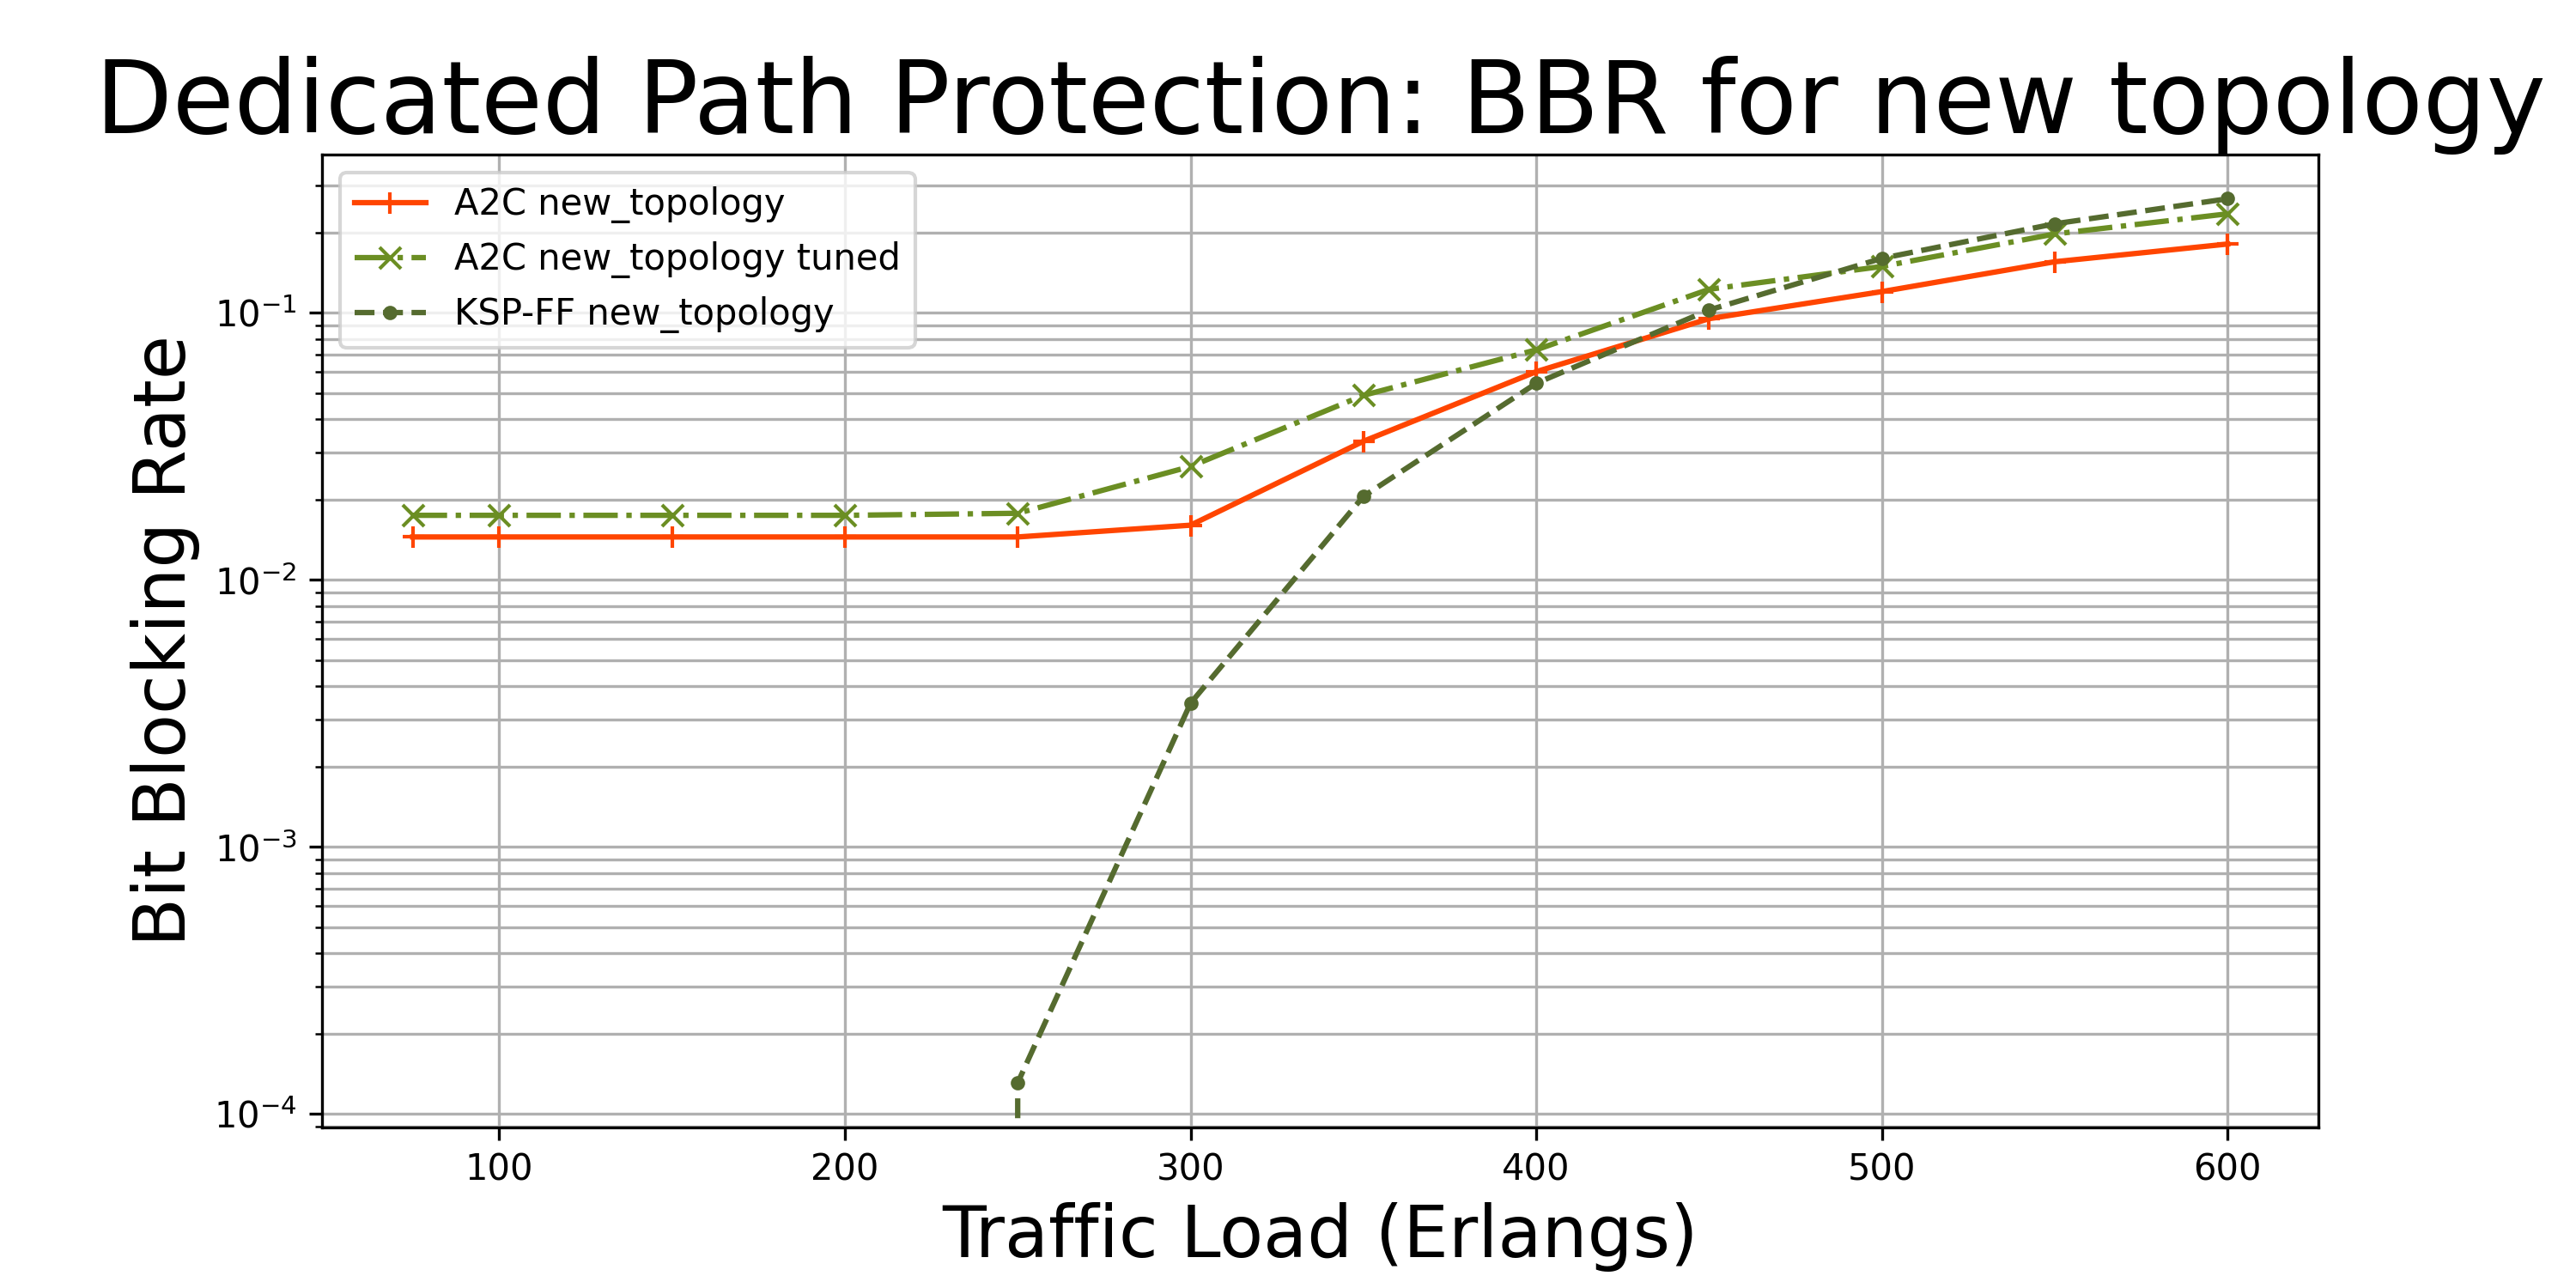 Dedicated Path Protection: BBR for new topology
A2C new_topology
A2C new_topology tuned
KSP-FF new_topology
Bit Blocking Rate
10⁻¹
10⁻²
10⁻³
10⁻⁴
100 200 300 400 500 600
Traffic Load (Erlangs)